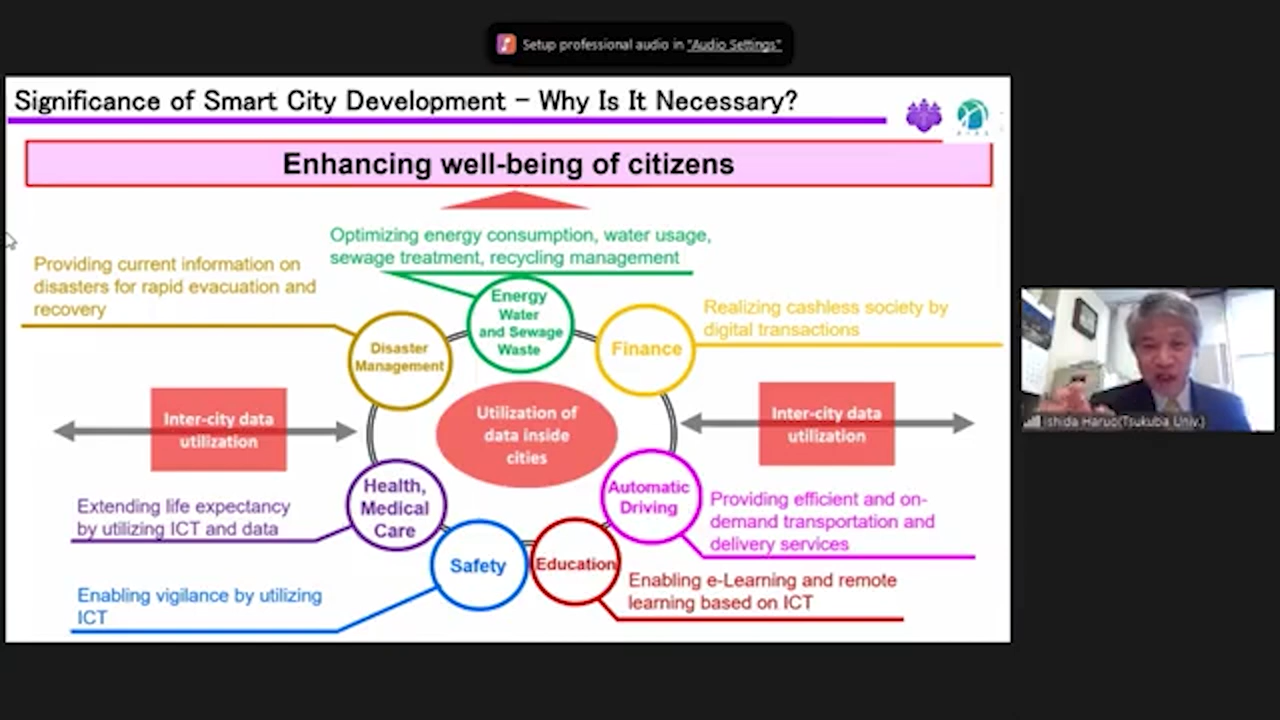 Setup professional audio in "Audio Settings"
Significance of Smart City Development – Why Is It Necessary?
Enhancing well-being of citizens
Optimizing energy consumption, water usage,
sewage treatment, recycling management
Providing current information on
disasters for rapid evacuation and
recovery
Energy
Water
and Sewage
Waste
Realizing cashless society by
digital transactions
Disaster
Management
Finance
Inter-city data
utilization
Utilization of
data inside
cities
Inter-city data
utilization
Health,
Medical
Care
Automatic
Driving
Extending life expectancy
by utilizing ICT and data
Providing efficient and on-
demand transportation and
delivery services
Safety
Education
Enabling vigilance by utilizing
ICT
Enabling e-Learning and remote
learning based on ICT
Ishida Haruo(Tsukuba Univ.)